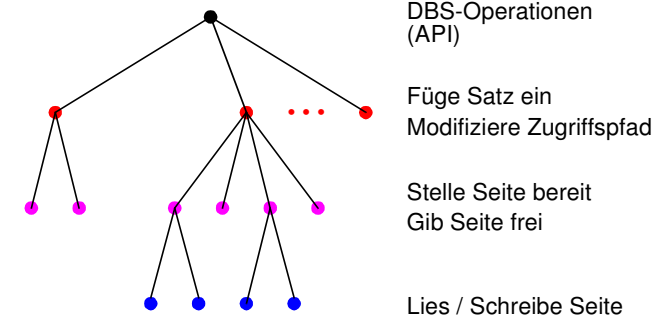 DBS-Operationen
(API)
Füge Satz ein
Modifiziere Zugriffspfad
Stelle Seite bereit
Gib Seite frei
Lies / Schreibe Seite